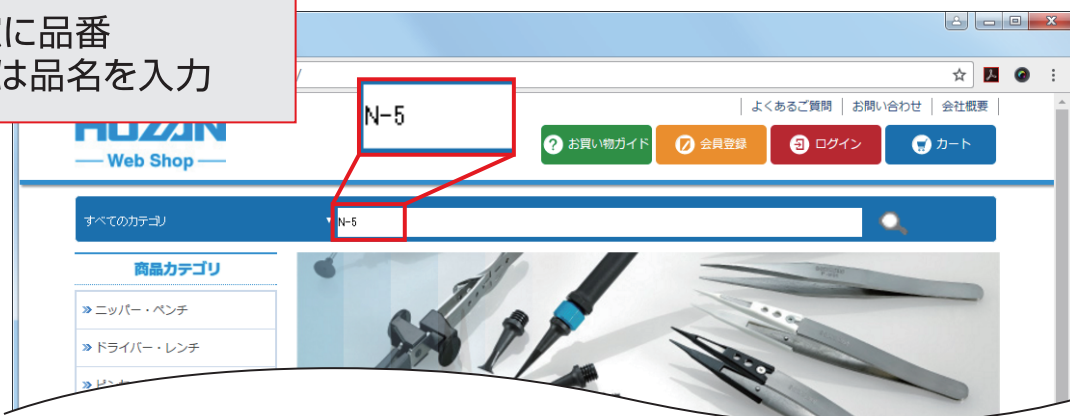 に品番
は品名を入力
N-5
よくあるご質問
お問い合わせ
会社概要
HOZAN
Web Shop
お買い物ガイド
会員登録
ログイン
カート
すべてのカテゴリ
N-5
商品カテゴリ
ニッパー・ペンチ
ドライバー・レンチ